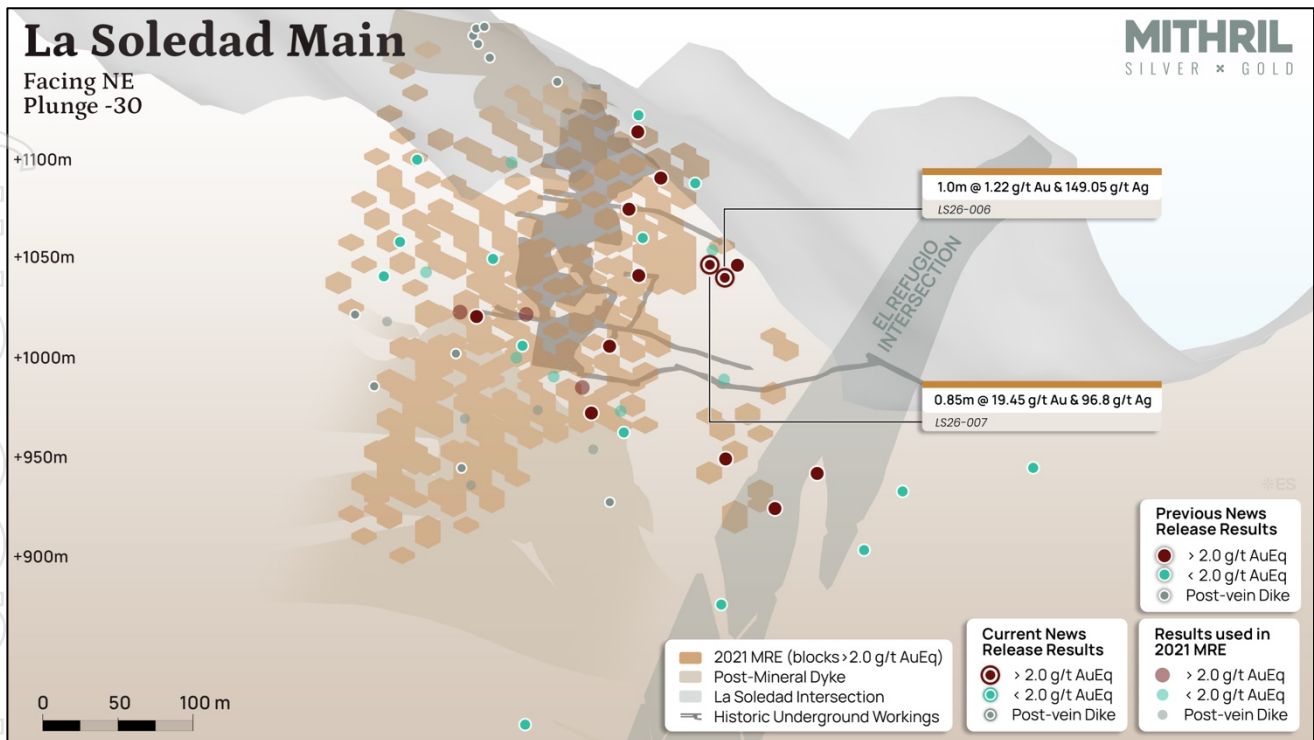 La Soledad Main
Facing NE
Plunge -30
MITHRIL
SILVER × GOLD
+1100m
+1050m
+1000m
+950m
+900m
1.0m @ 1.22 g/t Au & 149.05 g/t Ag
LS26-006
EL REFUGIO
INTERSECTION
0.85m @ 19.45 g/t Au & 96.8 g/t Ag
LS26-007
Previous News
Release Results
> 2.0 g/t AuEq
< 2.0 g/t AuEq
Post-vein Dike
2021 MRE (blocks>2.0 g/t AuEq)
Post-Mineral Dyke
La Soledad Intersection
Historic Underground Workings
Current News
Release Results
> 2.0 g/t AuEq
< 2.0 g/t AuEq
Post-vein Dike
Results used in
2021 MRE
> 2.0 g/t AuEq
< 2.0 g/t AuEq
Post-vein Dike
0 50 100 m